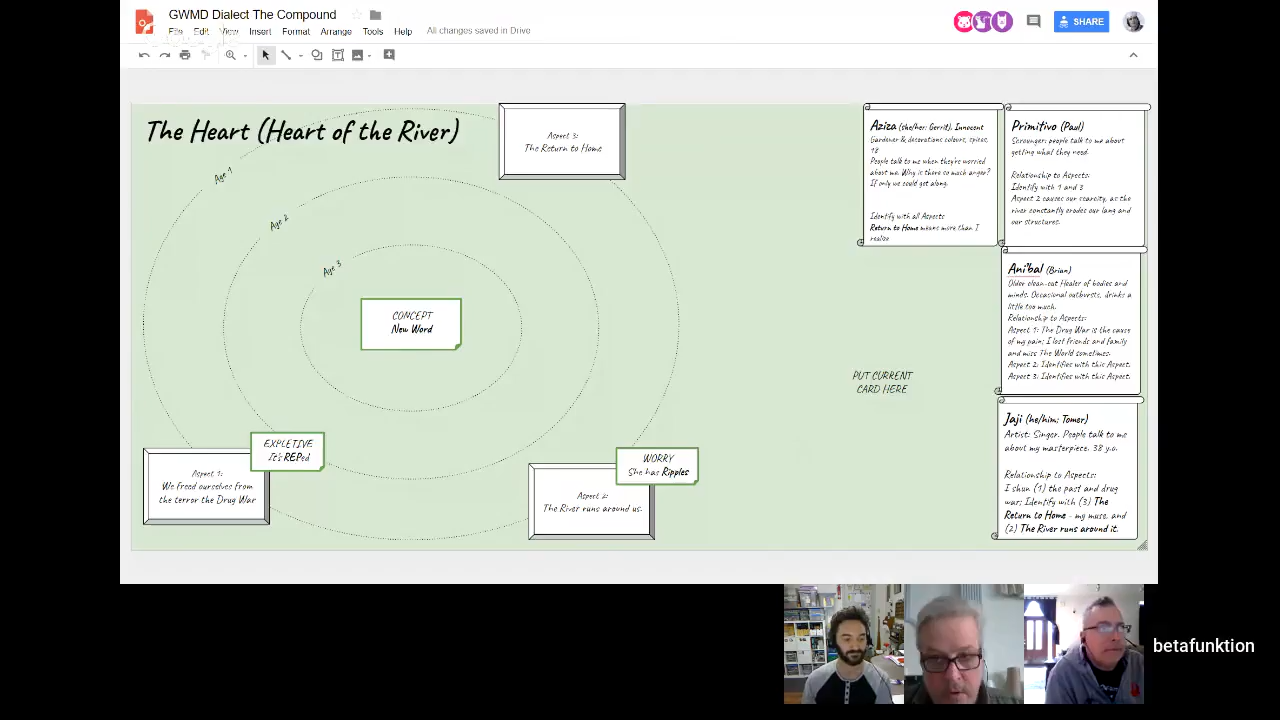 GWMD Dialect The Compound
File Edit View Insert Format Arrange Tools Help All changes saved in Drive
SHARE
The Heart (Heart of the River)
Age 1
Age 2
Age 3
Aspect 3:
The Return to Home
CONCEPT
New Word
EXPLETIVE
It's REPed
Aspect 1:
We freed ourselves from
the terror the Drug War
WORRY
She has Ripples
Aspect 2:
The River runs around us.
PUT CURRENT
CARD HERE
Aziza (she/her: Gerrit). Innocent
Gardener & decorations colours, spices,
18
People talk to me when they're worried
about me. Why is there so much anger?
If only we could get along.
Identify with all Aspects
Return to Home means more than I
realise
Primitivo (Paul)
Scrounger: people talk to me about
getting what they need.
Relationship to Aspects:
Identify with 1 and 3
Aspect 2 causes our scarcity, as the
river constantly erodes our lang and
our structures.
Anibal (Brian)
Older clean-cut Healer of bodies and
minds. Occasional outbursts, drinks a
little too much.
Relationship to Aspects:
Aspect 1: The Drug War is the cause
of my pain; I lost friends and family
and miss The World sometimes.
Aspect 2: Identifies with this Aspect.
Aspect 3: Identifies with this Aspect.
Jaji (he/him; Tomer)
Artist: Singer. People talk to me
about my masterpiece. 38 y.o.
Relationship to Aspects:
I shun (1) the past and drug
war; Identify with (3) The
Return to Home - my muse, and
(2) The River runs around it.
betafunktion